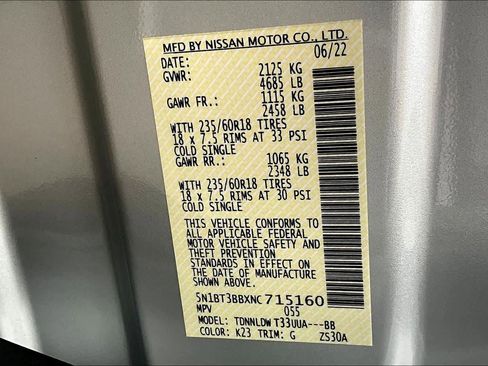 MFD BY NISSAN MOTOR CO., LTD.
DATE: 06/22
GVWR: 2125 KG
4685 LB
GAWR FR.: 1115 KG
2458 LB
WITH 235/60R18 TIRES
18 x 7.5 RIMS AT 33 PSI
COLD SINGLE
GAWR RR.: 1065 KG
2348 LB
WITH 235/60R18 TIRES
18 x 7.5 RIMS AT 30 PSI
COLD SINGLE
THIS VEHICLE CONFORMS TO
ALL APPLICABLE FEDERAL
MOTOR VEHICLE SAFETY AND
THEFT PREVENTION
STANDARDS IN EFFECT ON
THE DATE OF MANUFACTURE
SHOWN ABOVE.
5N1BT3BBXNC715160
MPV 055
MODEL: TDNNLDW T33UUA---BB
COLOR: K23 TRIM: G ZS30A